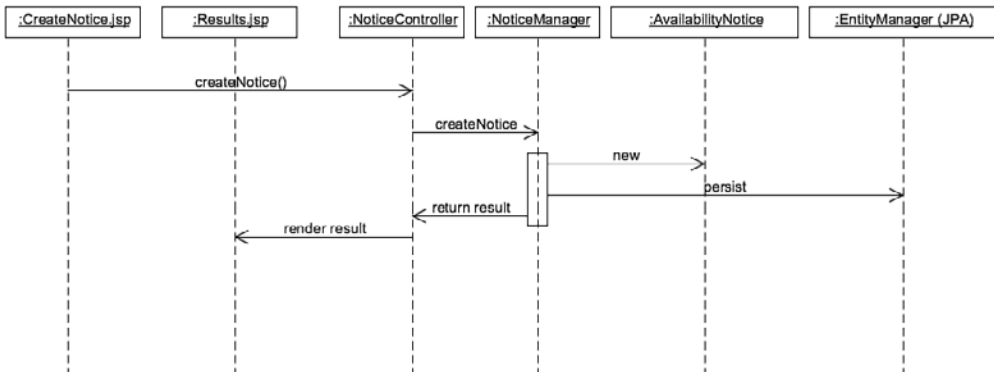 :CreateNotice.jsp
:Results.jsp
:NoticeController
:NoticeManager
:AvailabilityNotice
:EntityManager (JPA)
createNotice()
createNotice
new
persist
return result
render result